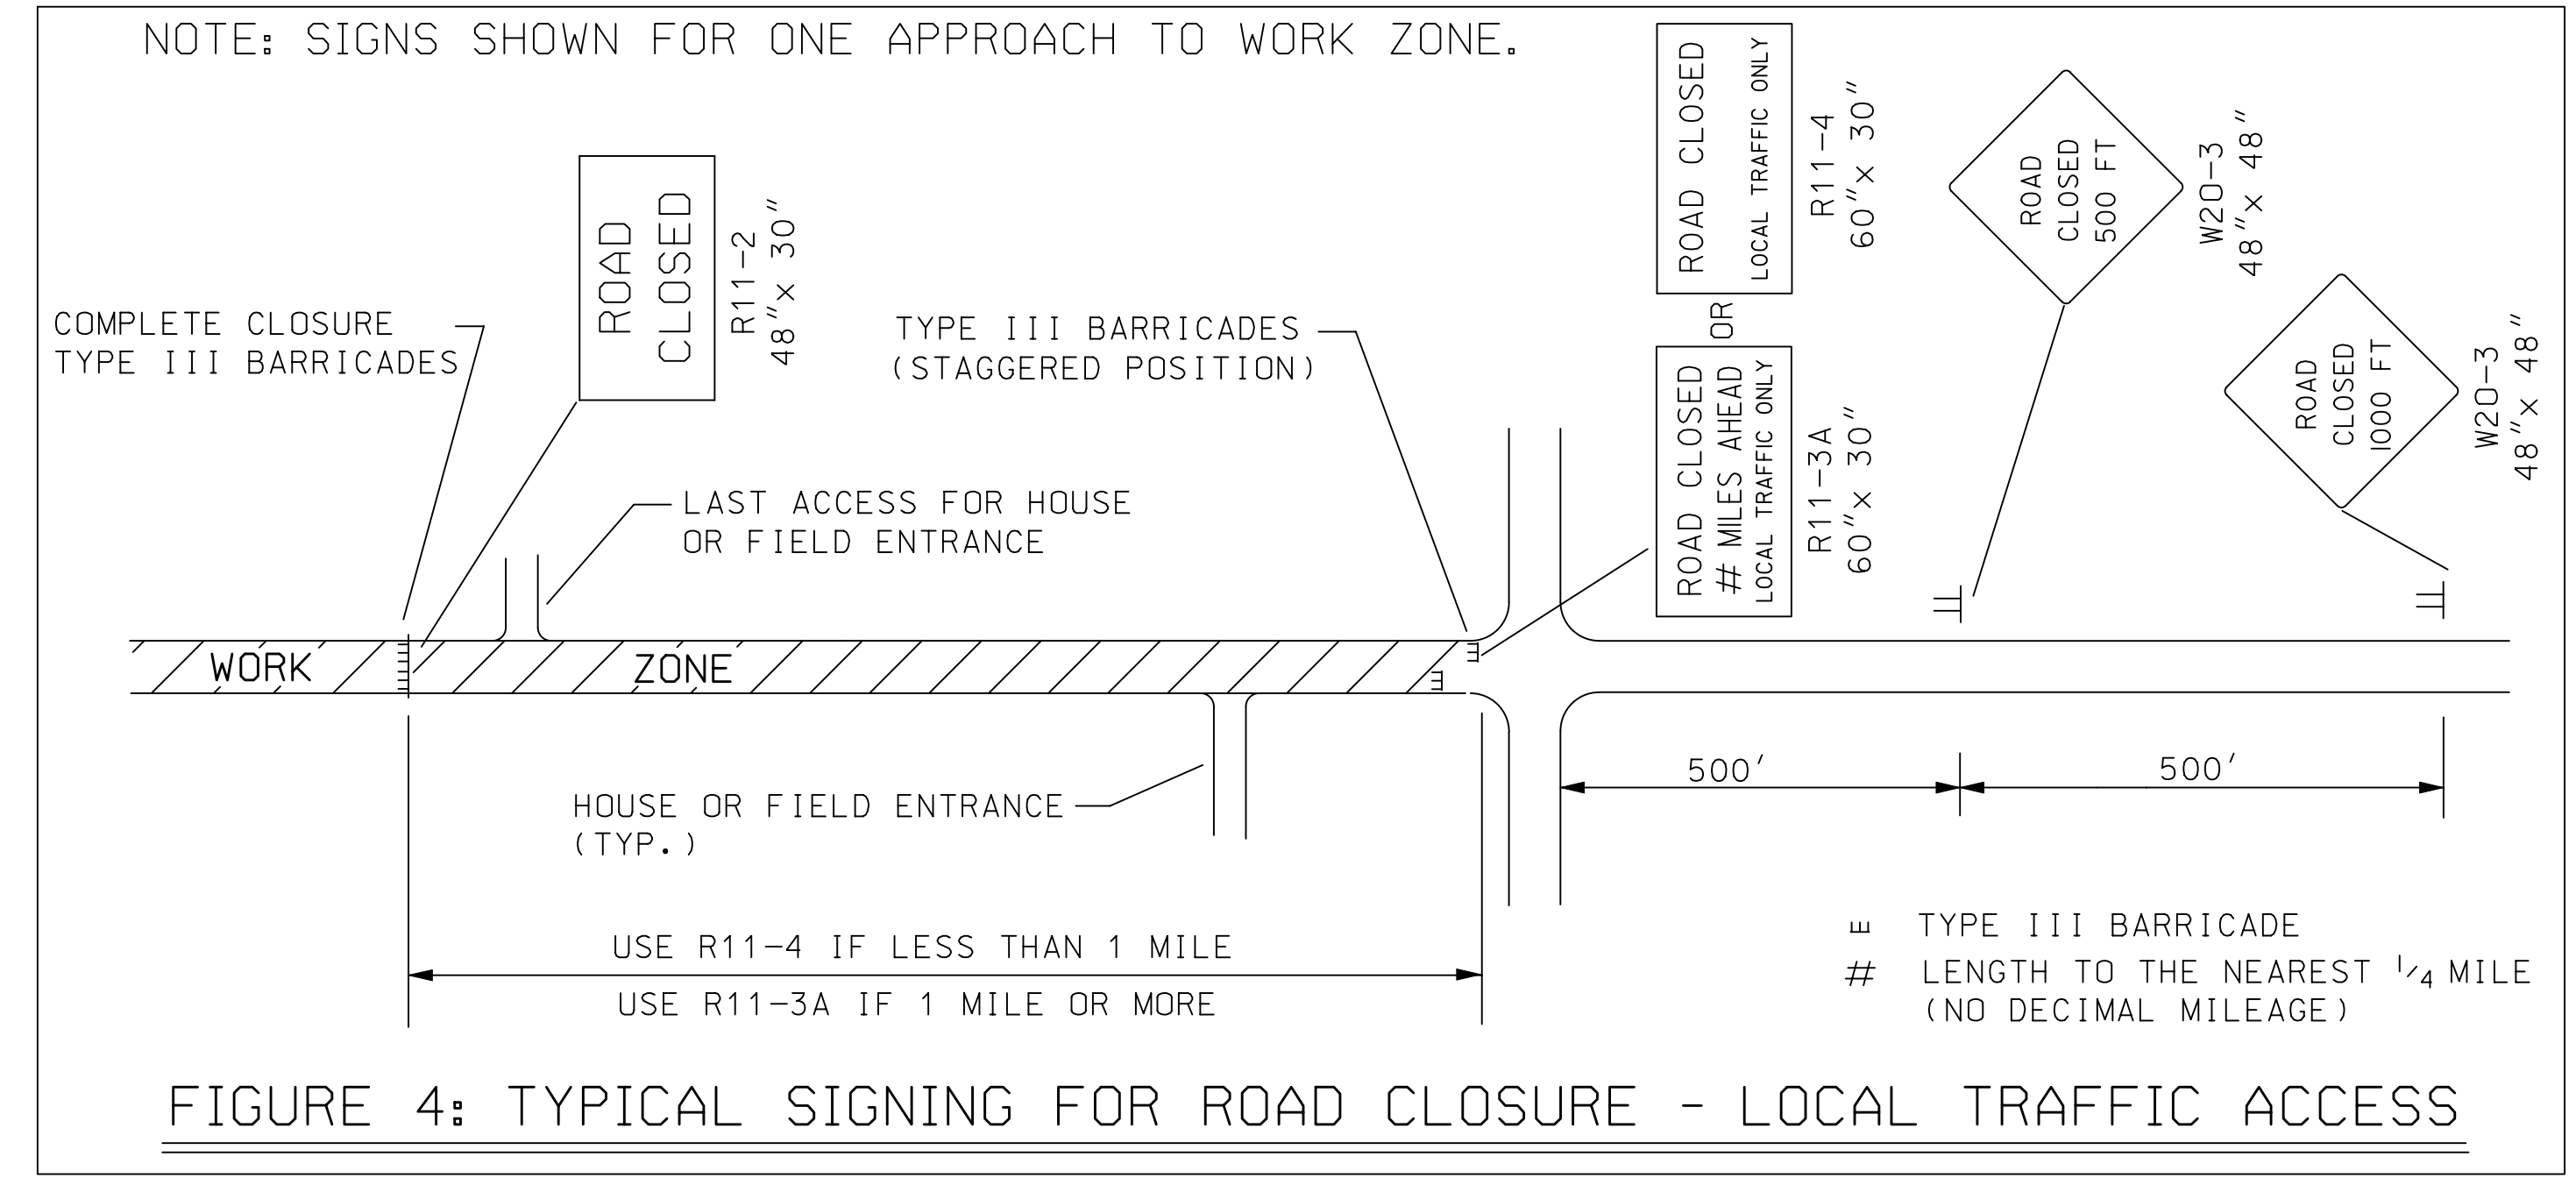 NOTE: SIGNS SHOWN FOR ONE APPROACH TO WORK ZONE.
COMPLETE CLOSURE
TYPE III BARRICADES
ROAD
CLOSED
R11-2
48"x 30"
TYPE III BARRICADES
(STAGGERED POSITION)
ROAD CLOSED
LOCAL TRAFFIC ONLY
R11-4
60"x 30"
OR
ROAD CLOSED
# MILES AHEAD
LOCAL TRAFFIC ONLY
R11-3A
60"x 30"
ROAD
CLOSED
500 FT
W20-3
48"x 48"
ROAD
CLOSED
1000 FT
W20-3
48"x 48"
LAST ACCESS FOR HOUSE
OR FIELD ENTRANCE
WORK ZONE
HOUSE OR FIELD ENTRANCE
(TYP.)
500'
500'
USE R11-4 IF LESS THAN 1 MILE
USE R11-3A IF 1 MILE OR MORE
TYPE III BARRICADE
# LENGTH TO THE NEAREST 1/4 MILE
(NO DECIMAL MILEAGE)
FIGURE 4: TYPICAL SIGNING FOR ROAD CLOSURE - LOCAL TRAFFIC ACCESS